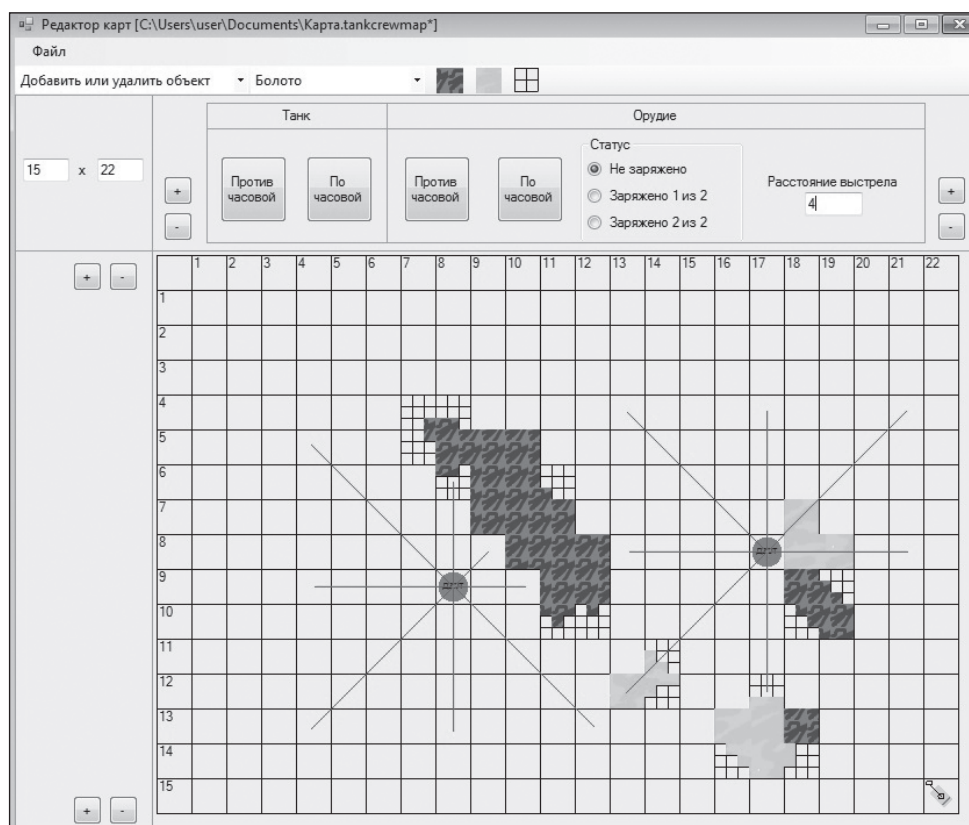 Редактор карт [C:\Users\user\Documents\Карта.tankcrewmap*]
Файл
Добавить или удалить объект Болото
Танк Орудие
15 x 22
+
-
Против часовой
По часовой
Против часовой
По часовой
Статус
Не заряжено
Заряжено 1 из 2
Заряжено 2 из 2
Расстояние выстрела
4
+
-
+ -
1 2 3 4 5 6 7 8 9 10 11 12 13 14 15 16 17 18 19 20 21 22
1
2
3
4
5
6
7
8
9
10
11
12
13
14
15
+ -